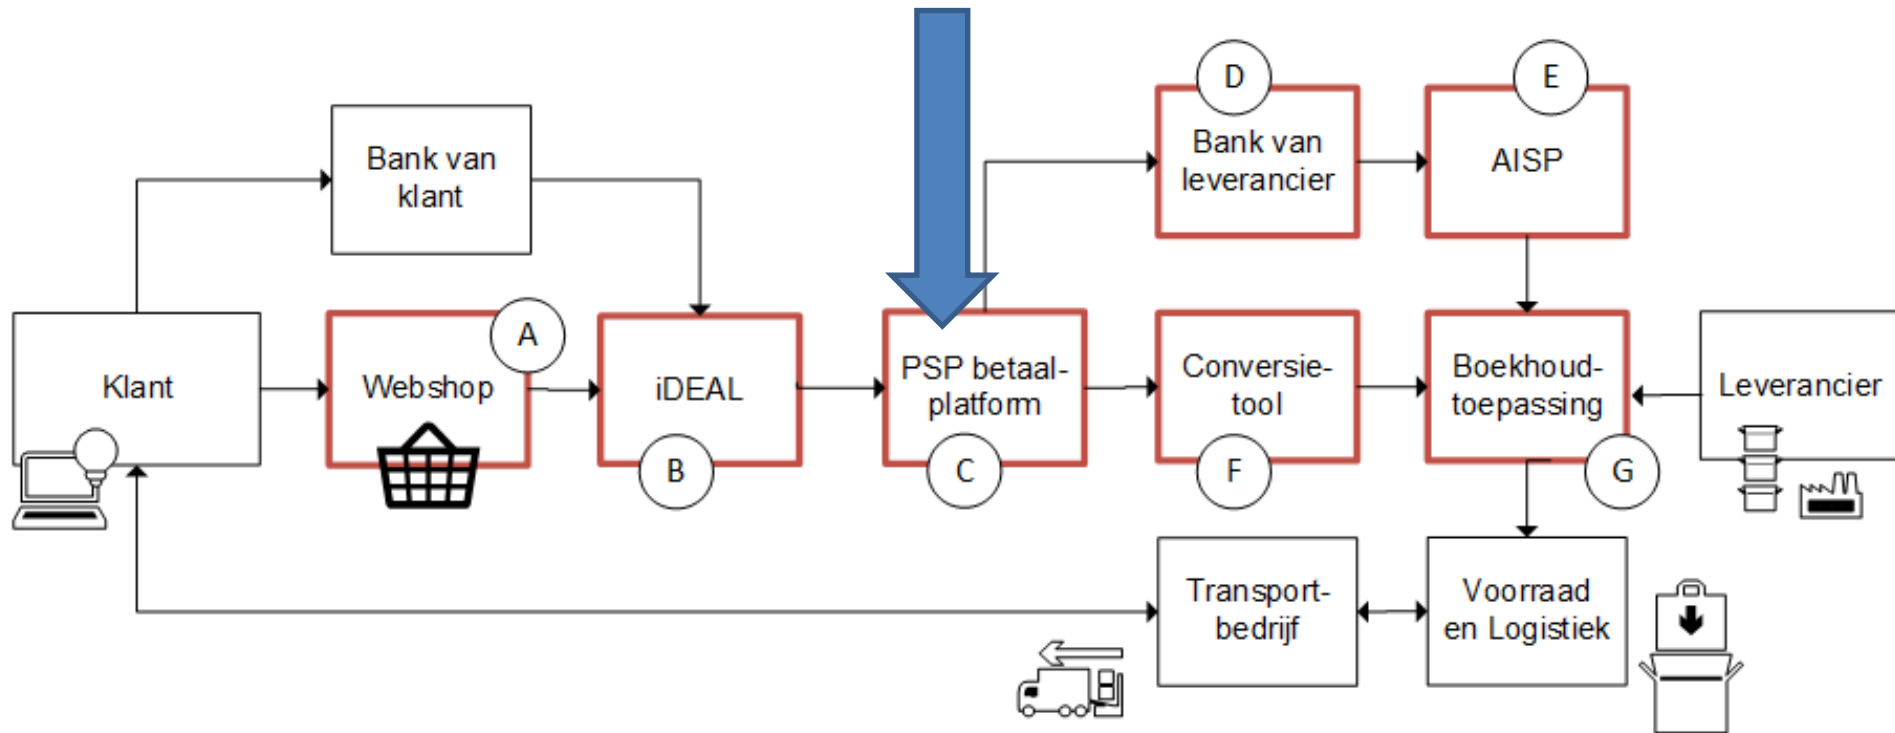 D
E
Bank van
leverancier
AISP
Bank van
klant
A
Klant
Webshop
iDEAL
PSP betaal-
platform
Conversie-
tool
Boekhoud-
toepassing
Leverancier
B
C
F
G
Transport-
bedrijf
Voorraad
en Logistiek